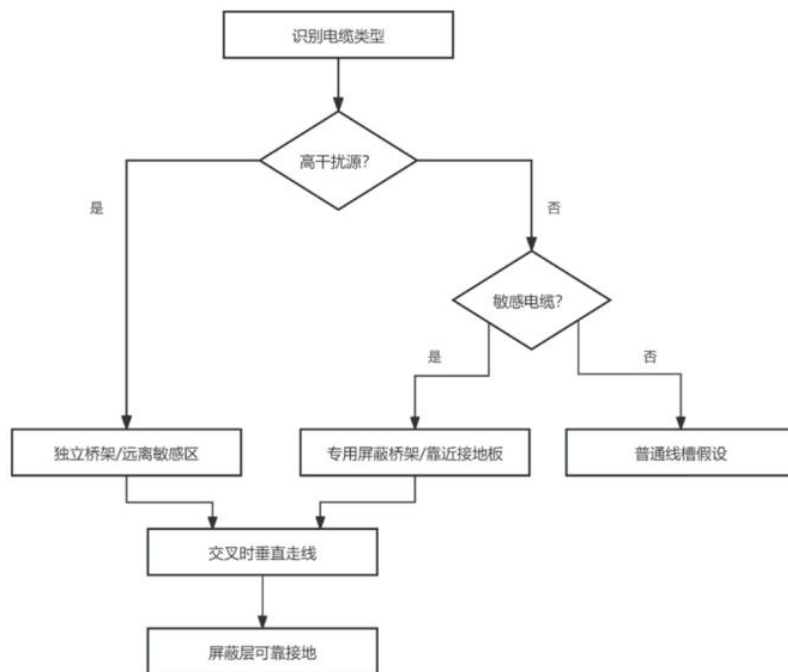 识别电缆类型
高干扰源?
是
否
敏感电缆?
是
否
独立桥架/远离敏感区
专用屏蔽桥架/靠近接地板
普通线槽假设
交叉时垂直走线
屏蔽层可靠接地